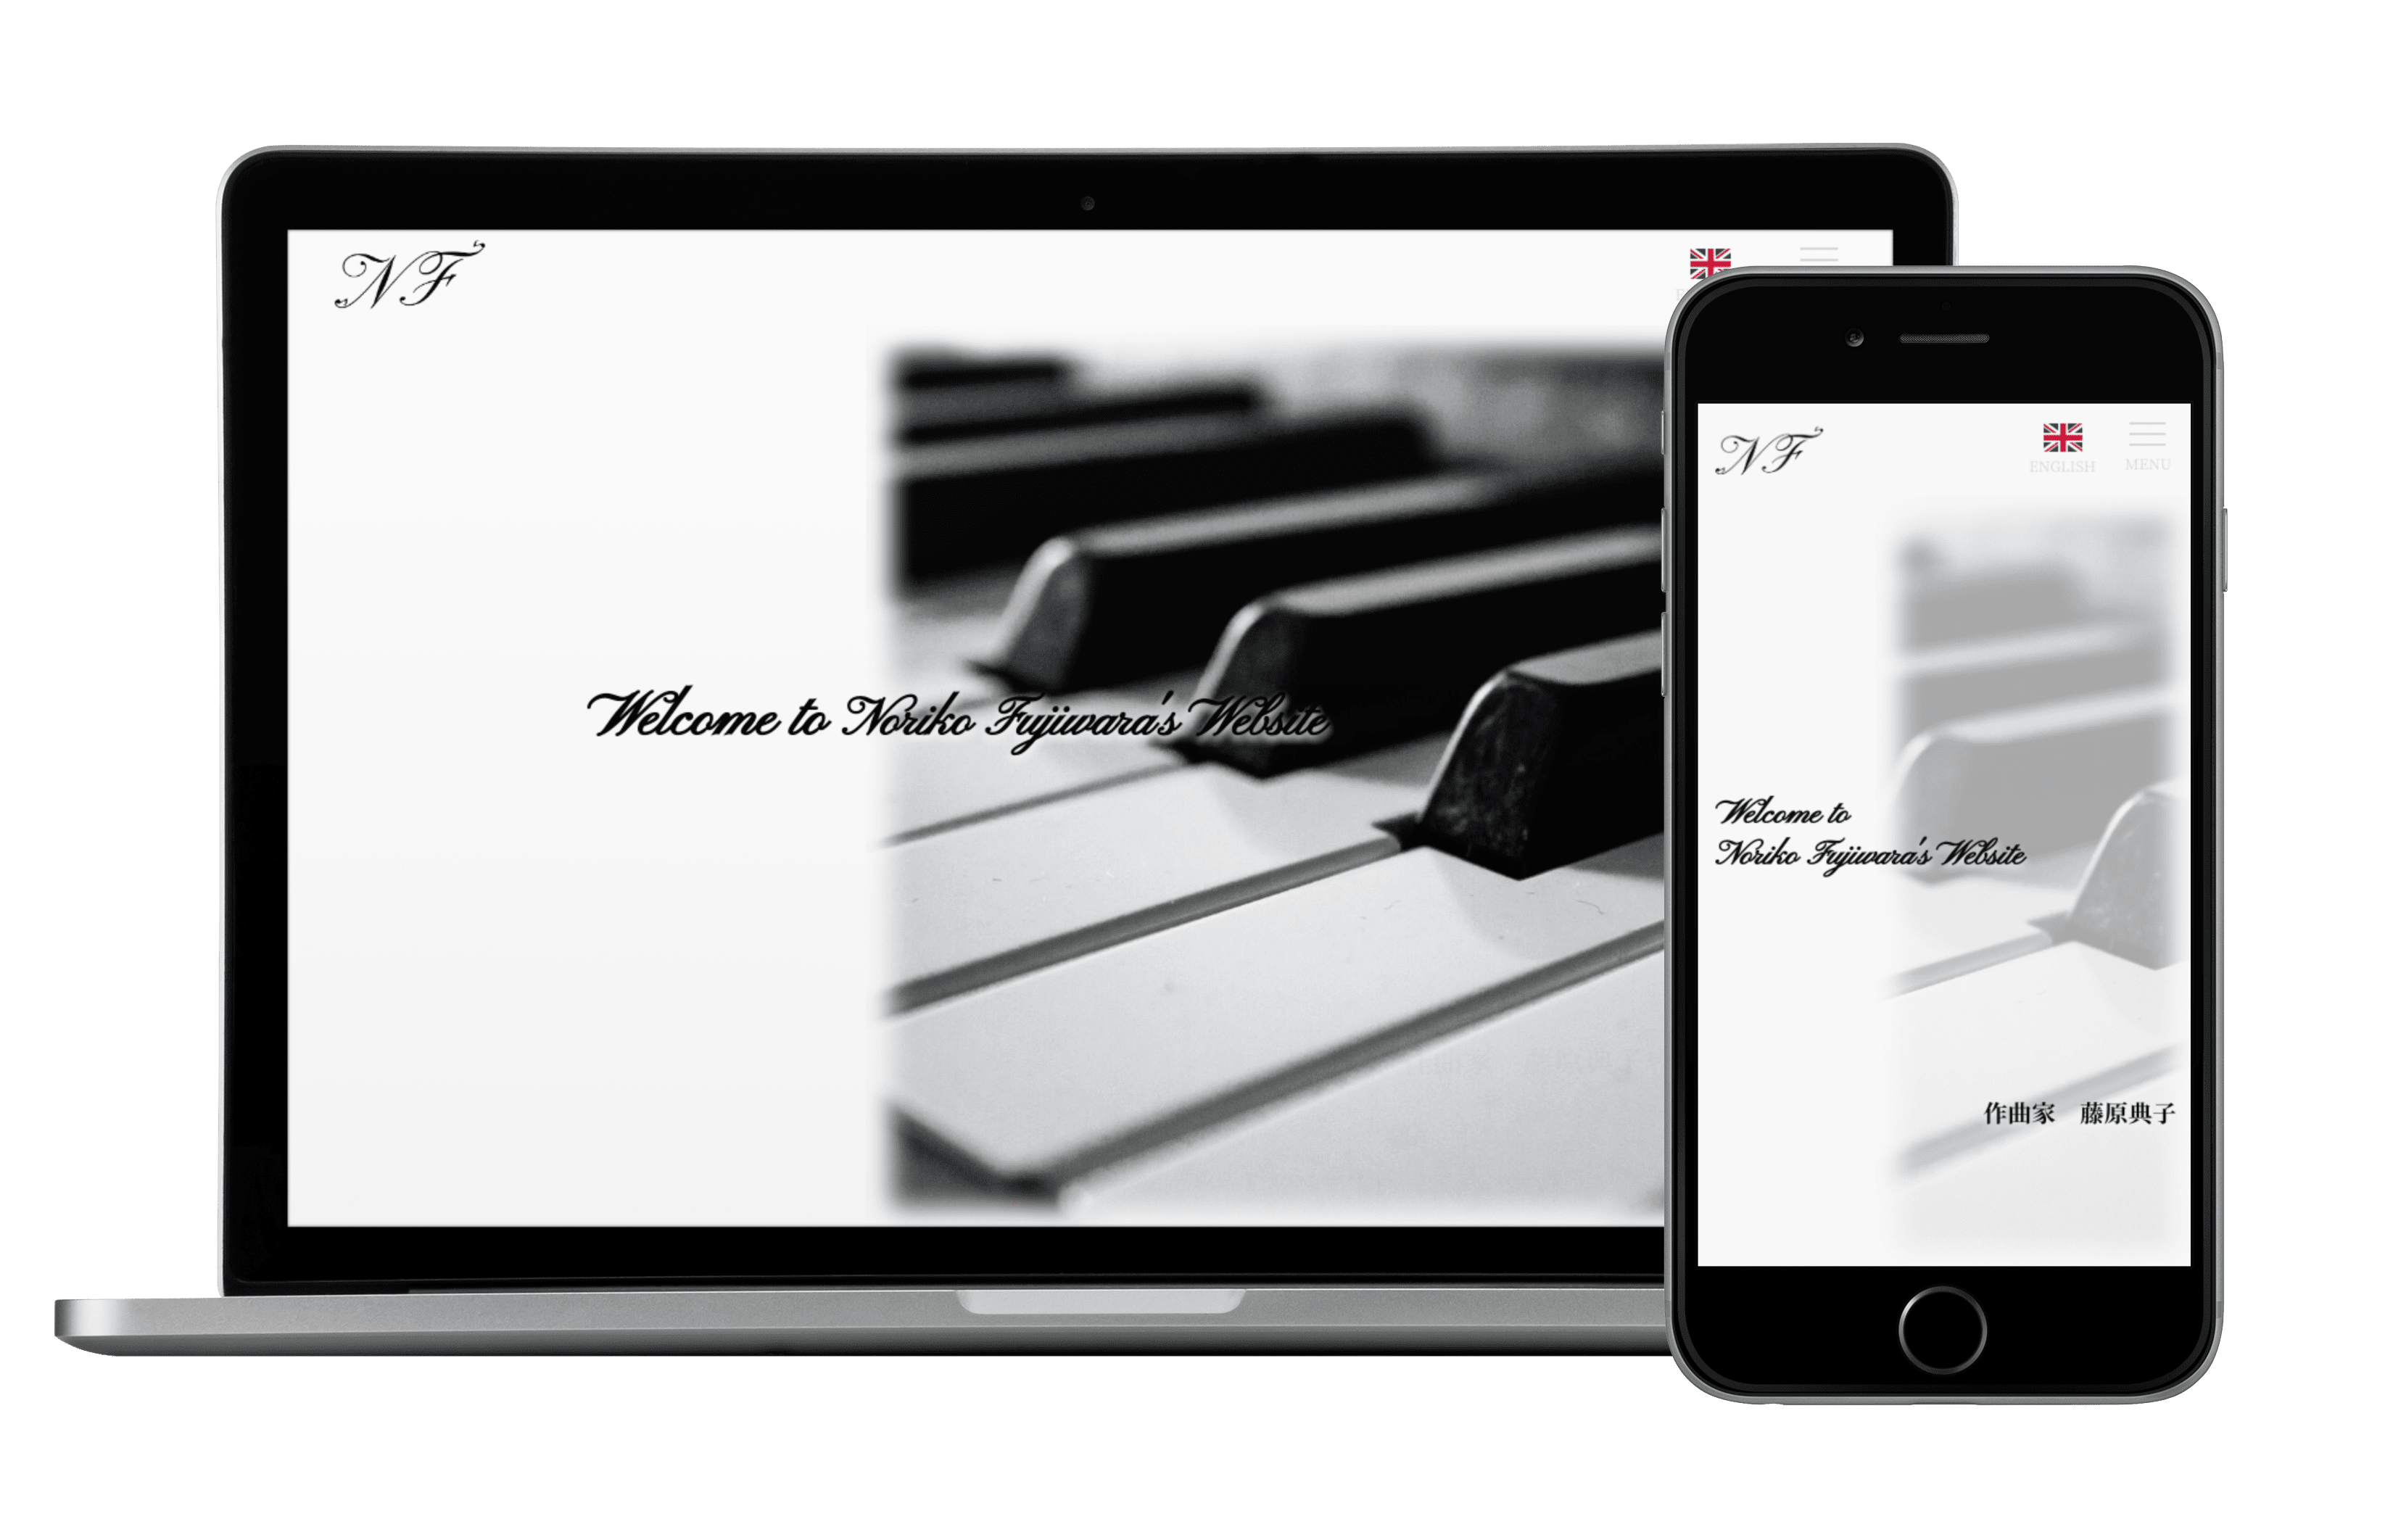 NF
Welcome to Noriko Fujiwara's Website
NF
ENGLISH
MENU
Welcome to
Noriko Fujiwara's Website
作曲家　藤原典子